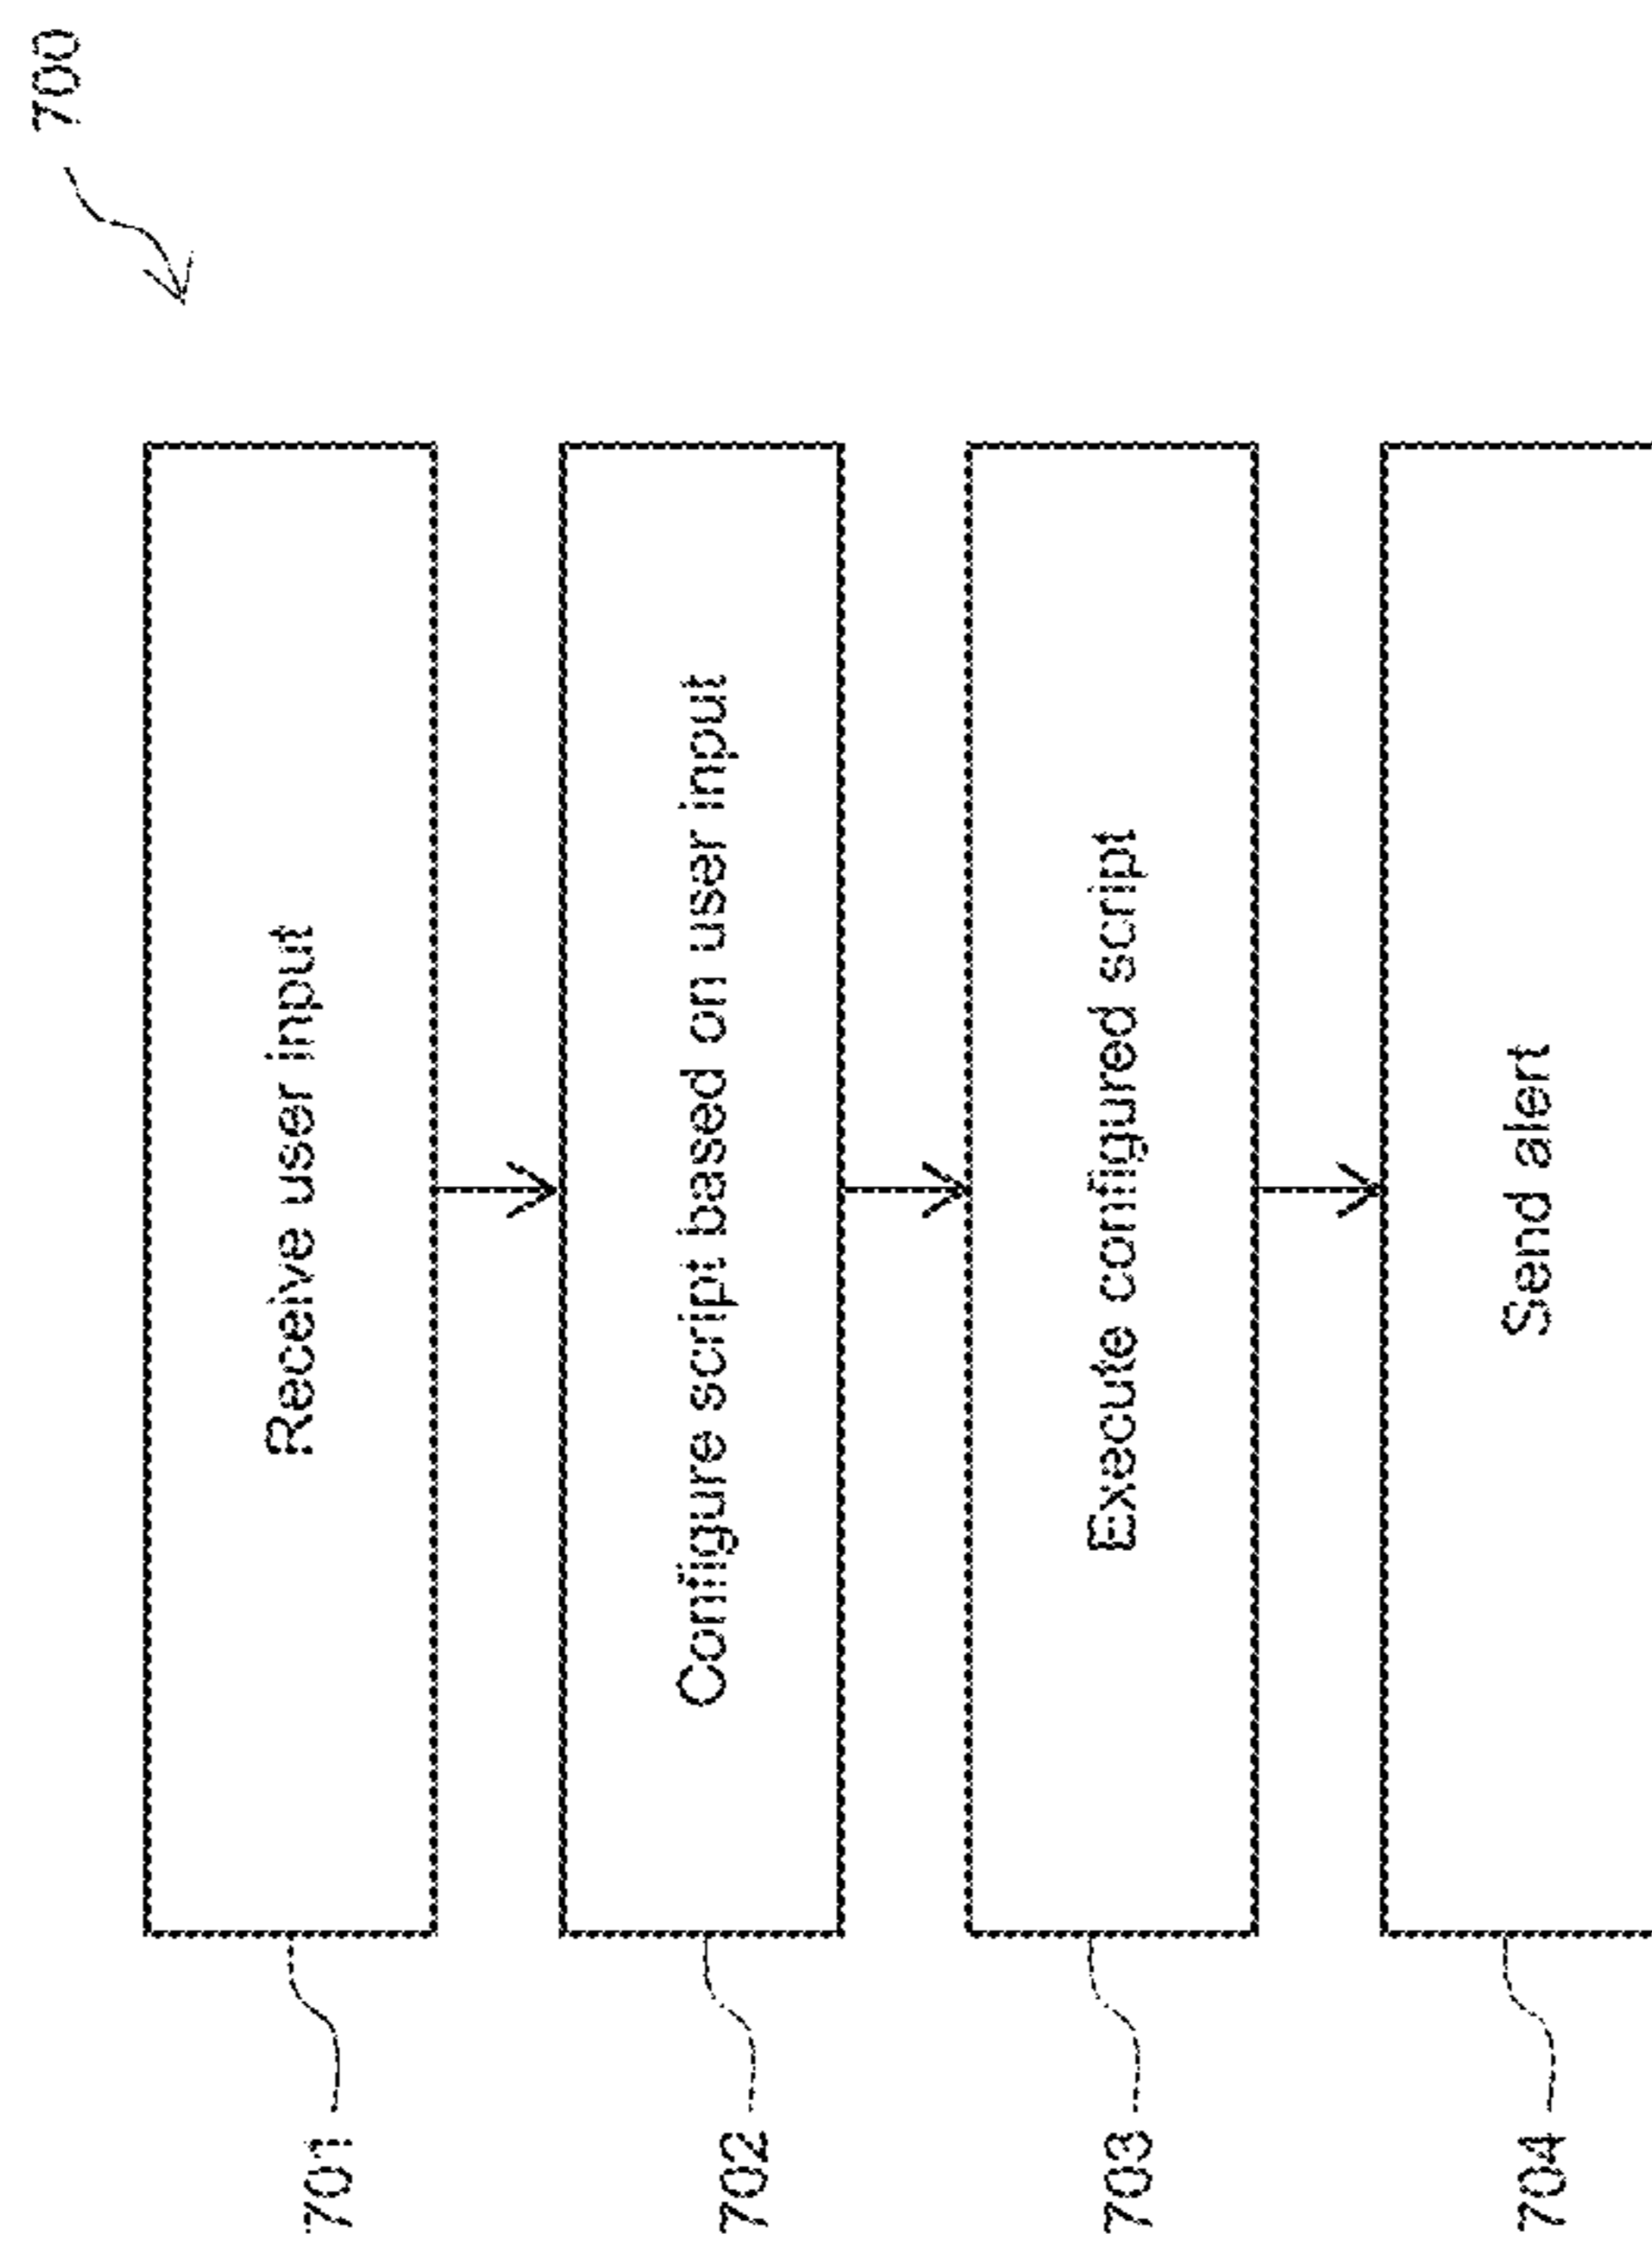 700
701
Receive user input
702
Configure script based on user input
703
Execute configured script
704
Send alert